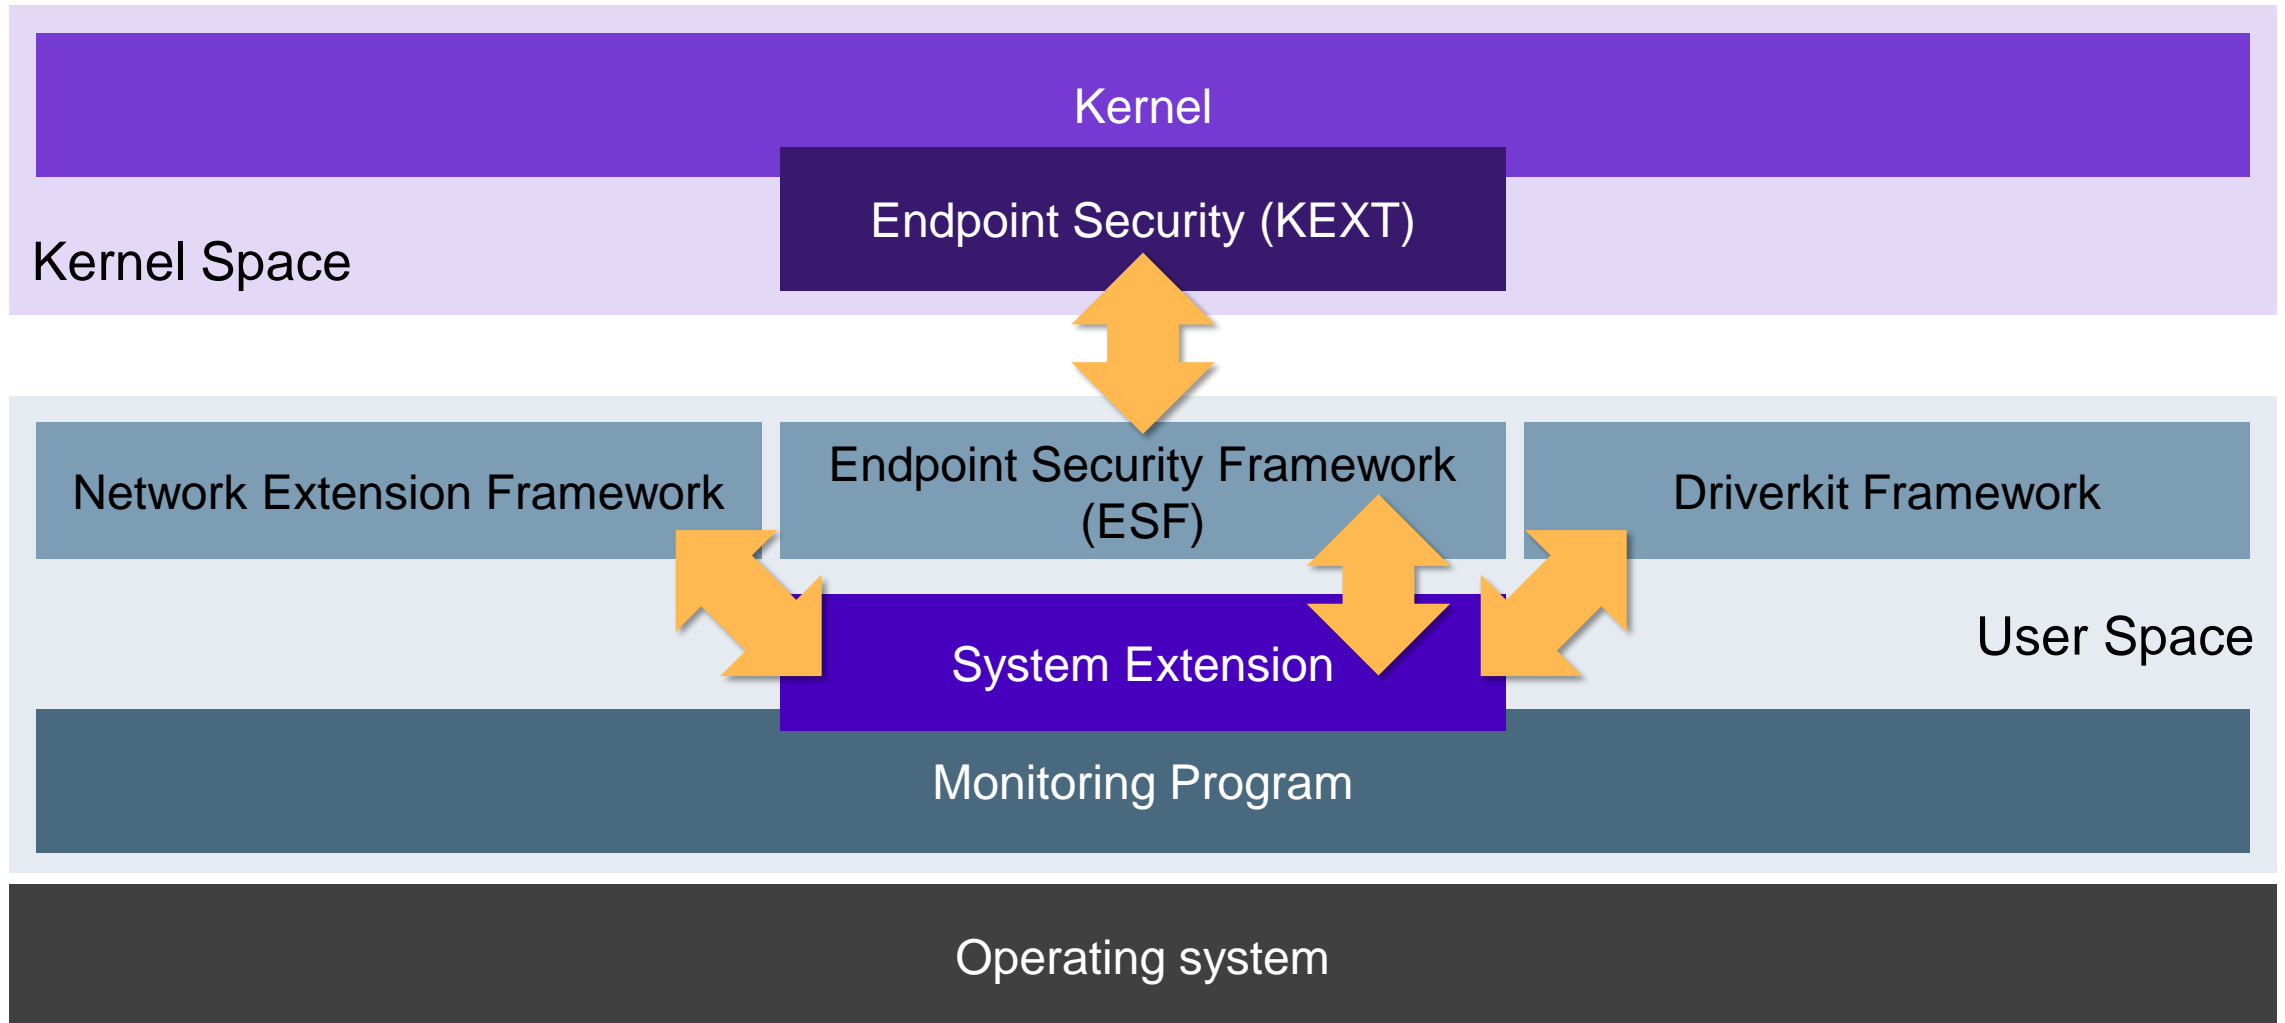 Kernel
Endpoint Security (KEXT)
Kernel Space
Network Extension Framework
Endpoint Security Framework
(ESF)
Driverkit Framework
User Space
System Extension
Monitoring Program
Operating system